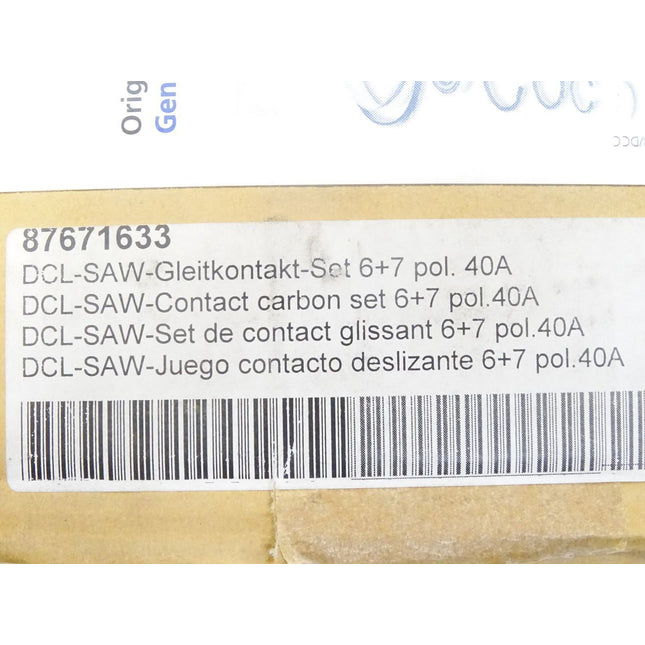 Orig
Gen
87671633
DCL-SAW-Gleitkontakt-Set 6+7 pol. 40A
DCL-SAW-Contact carbon set 6+7 pol.40A
DCL-SAW-Set de contact glissant 6+7 pol.40A
DCL-SAW-Juego contacto deslizante 6+7 pol.40A